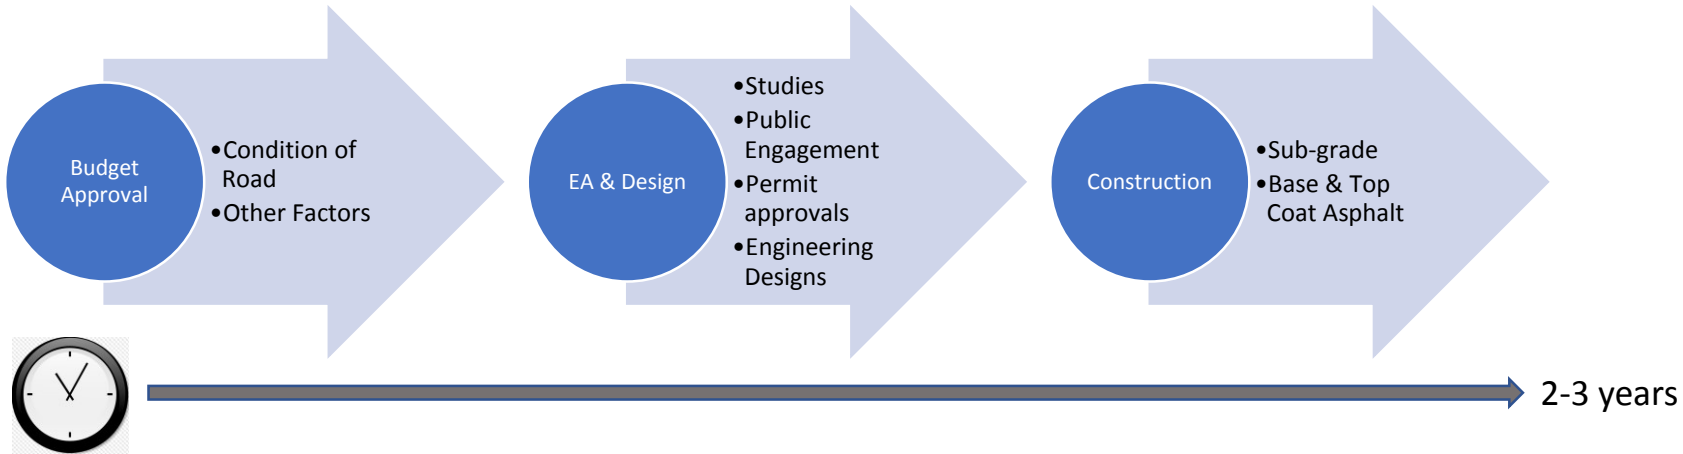 Budget
Approval
•Condition of
Road
•Other Factors
EA & Design
•Studies
•Public
Engagement
•Permit
approvals
•Engineering
Designs
Construction
•Sub-grade
•Base & Top
Coat Asphalt
2-3 years